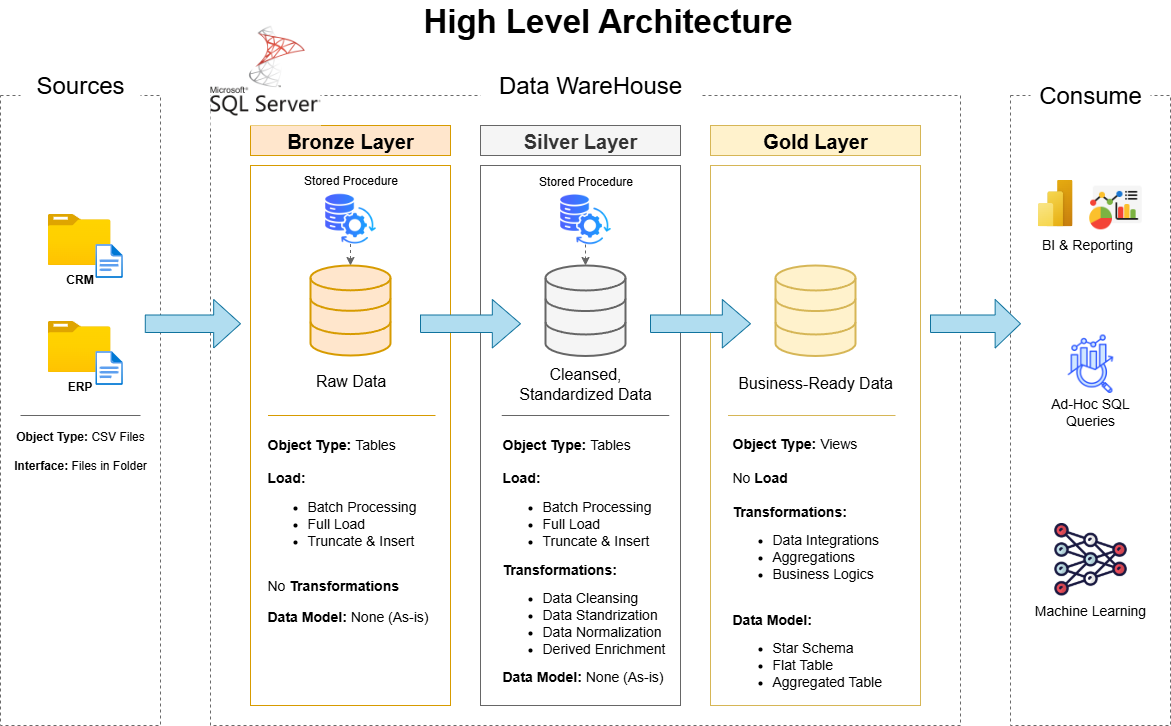 High Level Architecture
Sources
Microsoft®
SQL Server
Data WareHouse
Consume
CRM
ERP
Object Type: CSV Files
Interface: Files in Folder
Bronze Layer
Stored Procedure
Raw Data
Object Type: Tables
Load:
• Batch Processing
• Full Load
• Truncate & Insert
No Transformations
Data Model: None (As-is)
Silver Layer
Stored Procedure
Cleansed,
Standardized Data
Object Type: Tables
Load:
• Batch Processing
• Full Load
• Truncate & Insert
Transformations:
• Data Cleansing
• Data Standrization
• Data Normalization
• Derived Enrichment
Data Model: None (As-is)
Gold Layer
Business-Ready Data
Object Type: Views
No Load
Transformations:
• Data Integrations
• Aggregations
• Business Logics
Data Model:
• Star Schema
• Flat Table
• Aggregated Table
BI & Reporting
Ad-Hoc SQL
Queries
Machine Learning